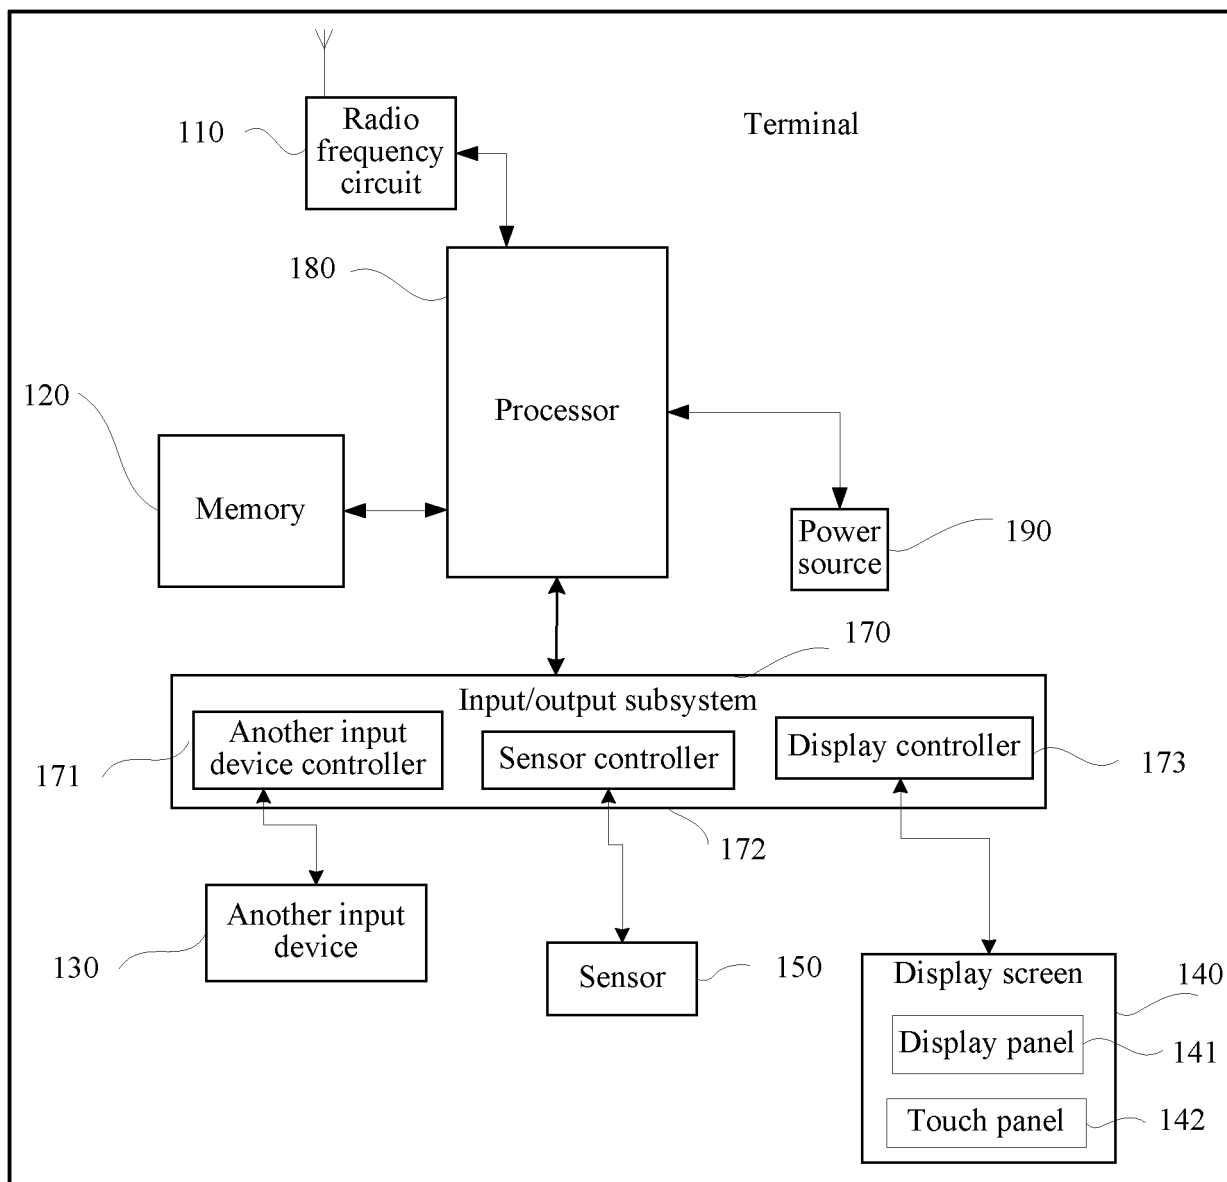 Terminal
110
Radio
frequency
circuit
180
Processor
120
Memory
Power
source
190
170
Input/output subsystem
171
Another input
device controller
Sensor controller
Display controller
173
172
130
Another input
device
Sensor
150
Display screen
140
Display panel
141
Touch panel
142